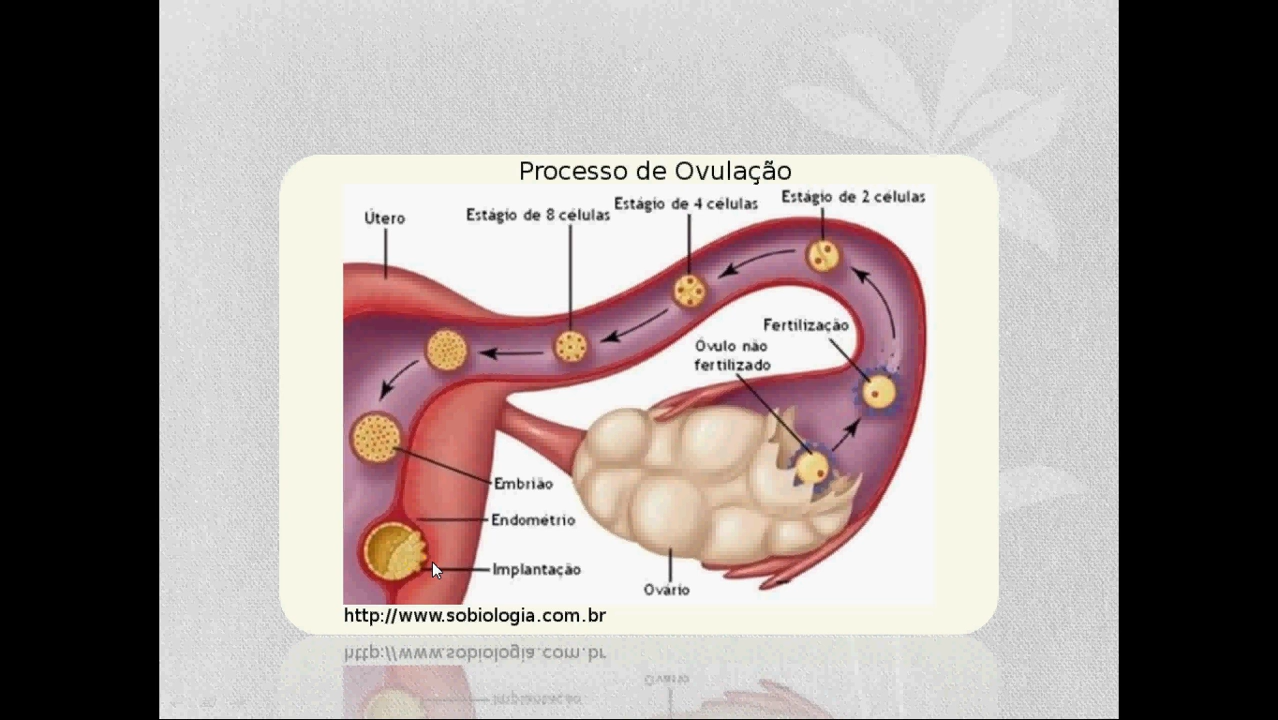 Processo de Ovulação
Útero
Estágio de 8 células
Estágio de 4 células
Estágio de 2 células
Fertilização
Óvulo não
fertilizado
Embrião
Endométrio
Implantação
Ovário
http://www.sobiologia.com.br